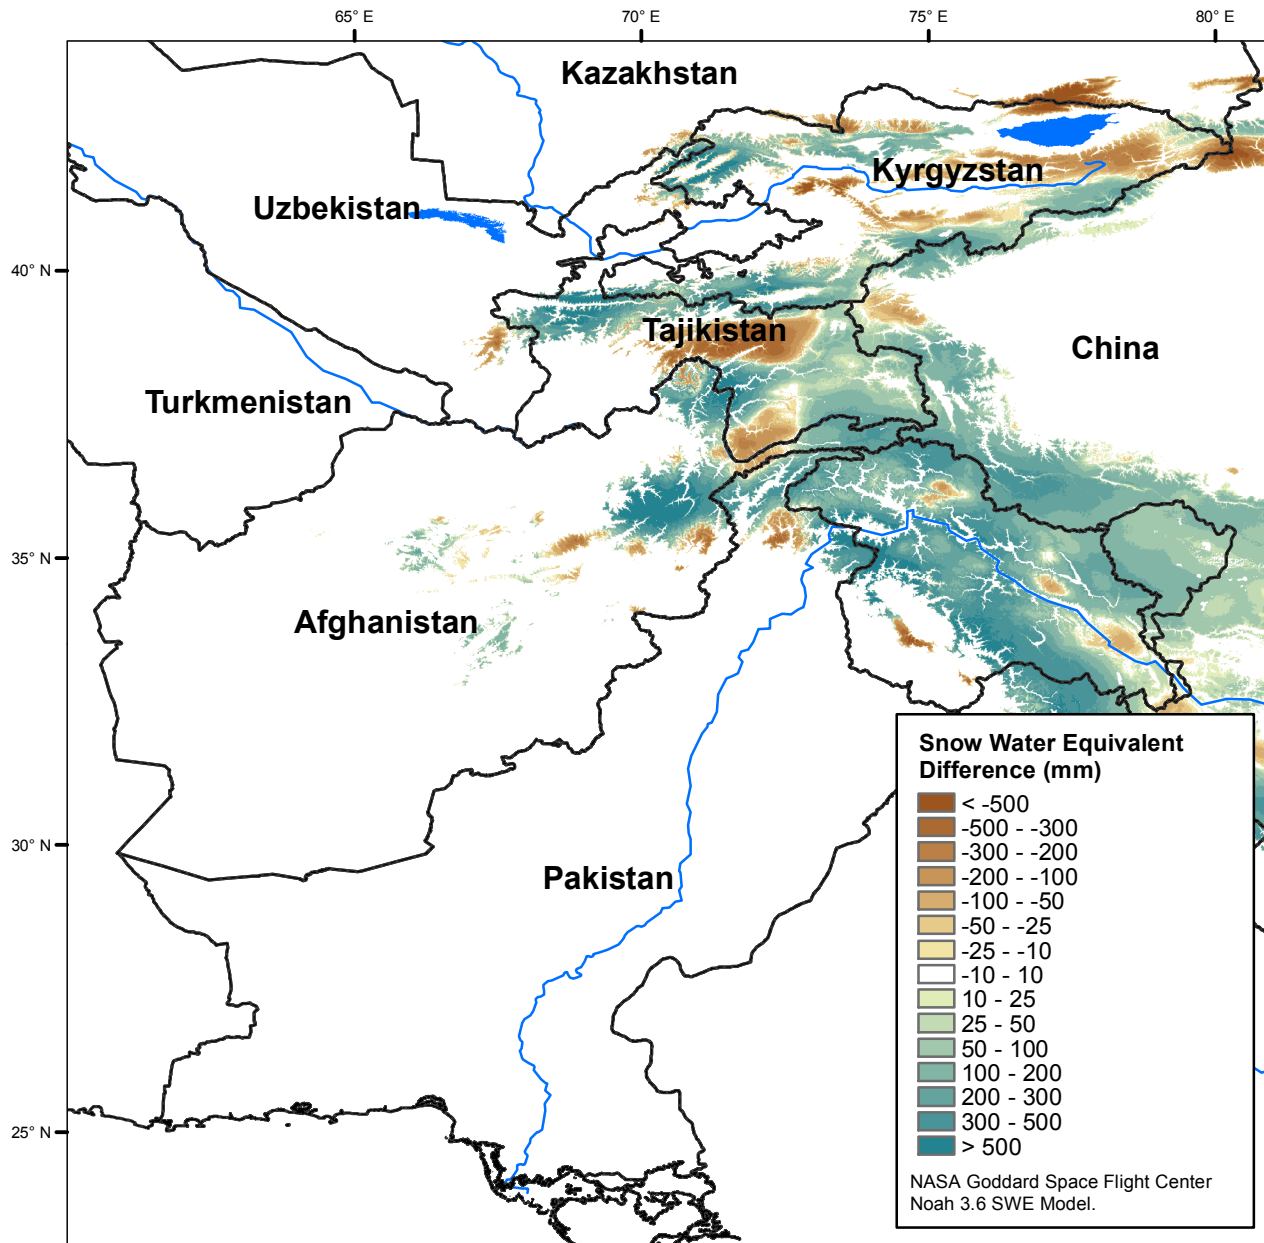 65° E
70° E
75° E
80° E
Kazakhstan
Kyrgyzstan
Uzbekistan
40° N
Tajikistan
China
Turkmenistan
35° N
Afghanistan
Snow Water Equivalent
Difference (mm)
< -500
-500 - -300
-300 - -200
-200 - -100
-100 - -50
-50 - -25
-25 - -10
-10 - 10
10 - 25
25 - 50
50 - 100
100 - 200
200 - 300
300 - 500
> 500
NASA Goddard Space Flight Center
Noah 3.6 SWE Model.
30° N
Pakistan
25° N